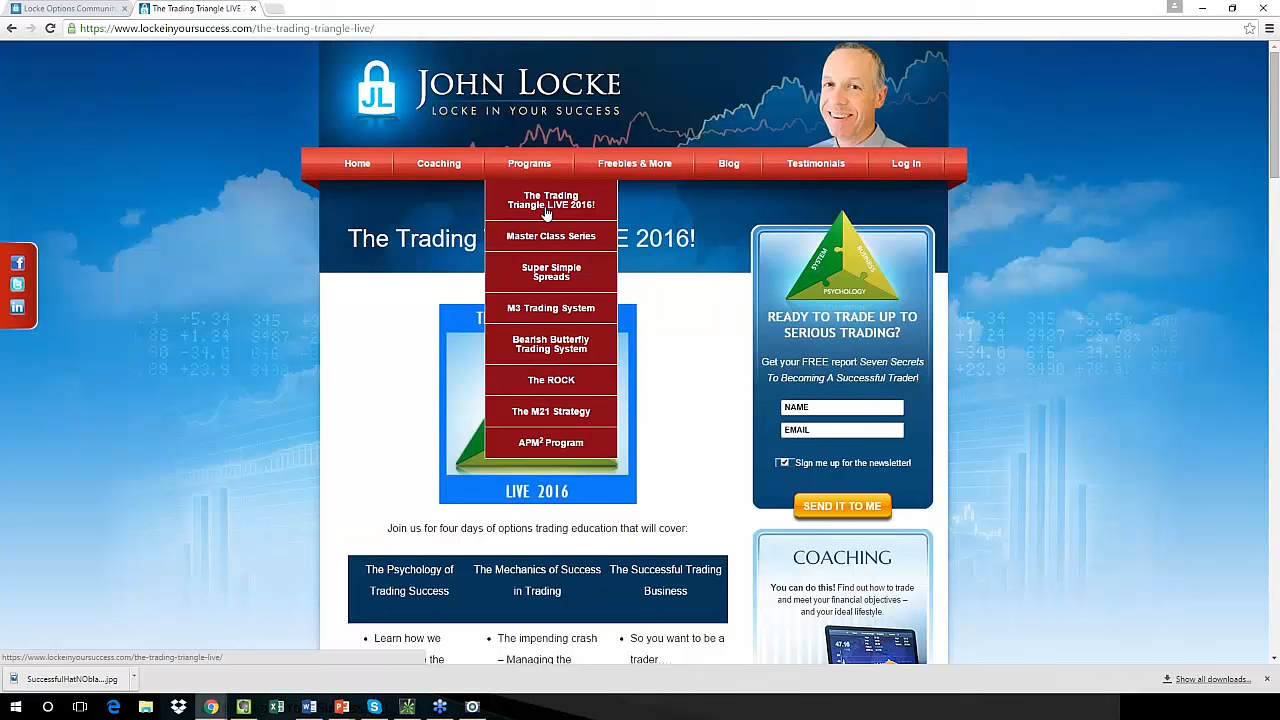 Locke Options Communit
The Trading Triangle LIVE
https://www.lockeinyoursuccess.com/the-trading-triangle-live/
JL
JOHN LOCKE
LOCKE IN YOUR SUCCESS
Home
Coaching
Programs
Freebies & More
Blog
Testimonials
Log In
The Trading
Triangle LIVE 2016!
Master Class Series
Super Simple
Spreads
M3 Trading System
Bearish Butterfly
Trading System
The ROCK
The M21 Strategy
APM² Program
The Trading E 2016!
T
LIVE 2016
Join us for four days of options trading education that will cover:
The Psychology of
Trading Success
The Mechanics of Success
in Trading
The Successful Trading
Business
• Learn how we
the
• The impending crash
– Managing the
• So you want to be a
trader…
SYSTEM
BUSINESS
PSYCHOLOGY
READY TO TRADE UP TO
SERIOUS TRADING?
Get your FREE report Seven Secrets
To Becoming A Successful Trader!
NAME
EMAIL
Sign me up for the newsletter!
SEND IT TO ME
COACHING
You can do this! Find out how to trade
and meet your financial objectives –
and your ideal lifestyle.
47.16
https://www.lockeinyoursuccess.com/the-trading-triangle-live/
SuccessfulHatNObla....jpg
Show all downloads...